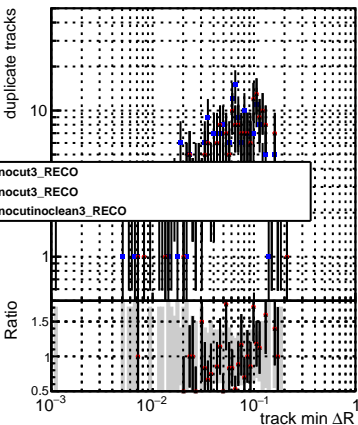 duplicate tracks
10
nocut3_RECO
nocut3_RECO
nocutinoclean3_RECO
1
Ratio
1.5
1
0.5
10⁻³
10⁻²
10⁻¹
1
track min ΔR